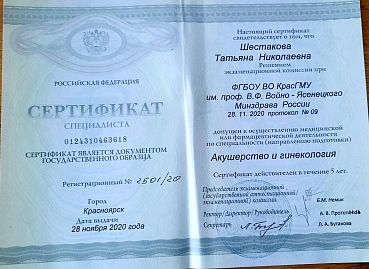 РОССИЙСКАЯ ФЕДЕРАЦИЯ
СЕРТИФИКАТ
СПЕЦИАЛИСТА
0124310463618
СЕРТИФИКАТ ЯВЛЯЕТСЯ ДОКУМЕНТОМ
ГОСУДАРСТВЕННОГО ОБРАЗЦА
Регистрационный № 2501/20
Город
Красноярск
Дата выдачи
28 ноября 2020 года
Настоящий сертификат
свидетельствует о том, что
Шестакова
Татьяна Николаевна
Решением
экзаменационной комиссии при
ФГБОУ ВО КрасГМУ
им. проф. В.Ф. Войно - Ясенецкого
Минздрава России
28. 11. 2020 протокол № 09
допущен к осуществлению медицинской
или фармацевтической деятельности
по специальности (направлению подготовки)
Акушерство и гинекология
Сертификат действителен в течение 5 лет.
Председатель экзаменационной
(государственной аттестационной/
экзаменационной) комиссии
Б.М. Немик
Ректор/Директор/Руководитель
А. В. Протопопов
Секретарь
Л. А. Бутакова